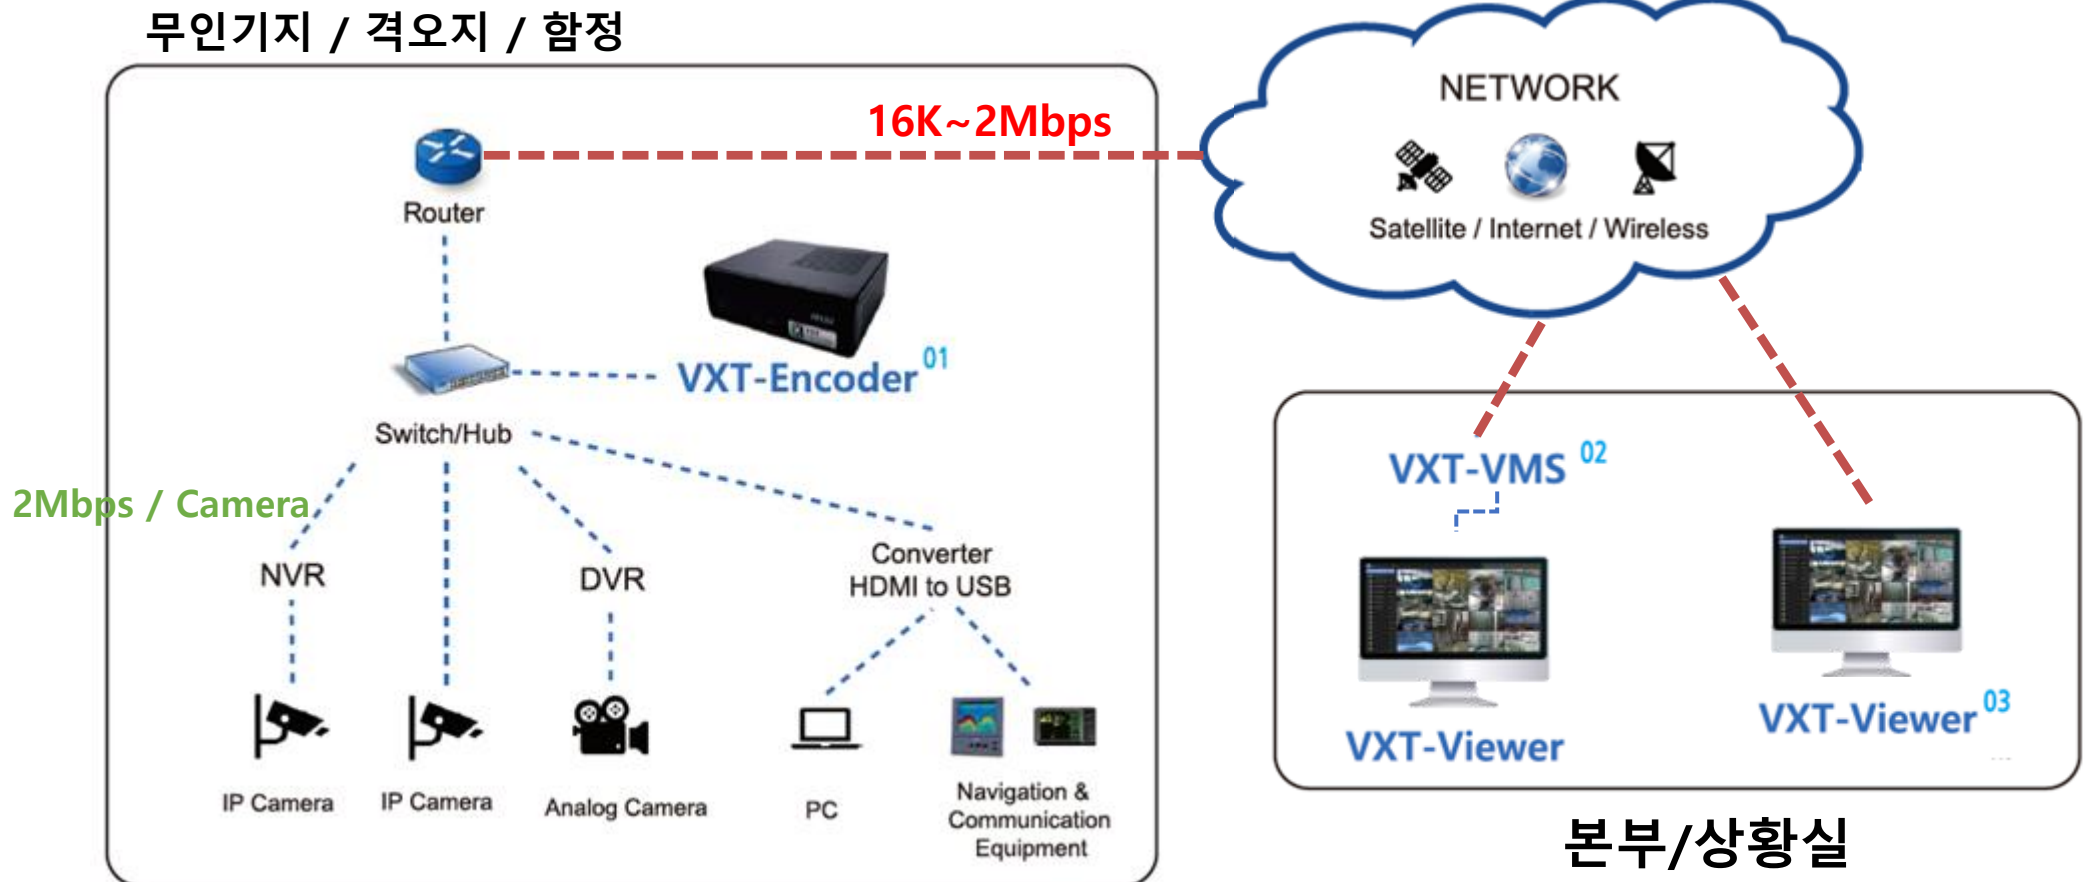 무인기지 / 격오지 / 함정
16K~2Mbps
NETWORK
Satellite / Internet / Wireless
Router
VXT-Encoder 01
Switch/Hub
2Mbps / Camera
NVR
DVR
Converter
HDMI to USB
IP Camera
IP Camera
Analog Camera
PC
Navigation &
Communication
Equipment
VXT-VMS 02
VXT-Viewer
VXT-Viewer 03
본부/상황실